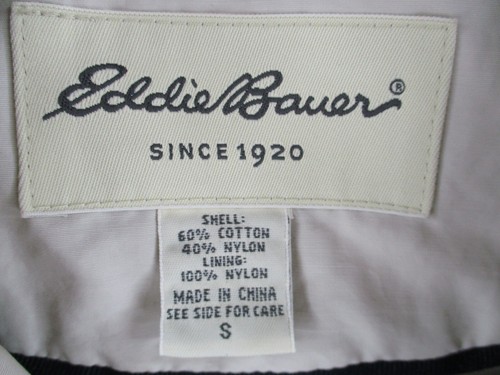 Eddie Bauer®
SINCE 1920
SHELL:
60% COTTON
40% NYLON
LINING:
100% NYLON
MADE IN CHINA
SEE SIDE FOR CARE
S